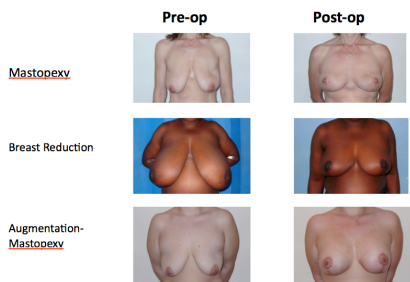 Pre-op Post-op
Mastopexy
Breast Reduction
Augmentation-
Mastopexy